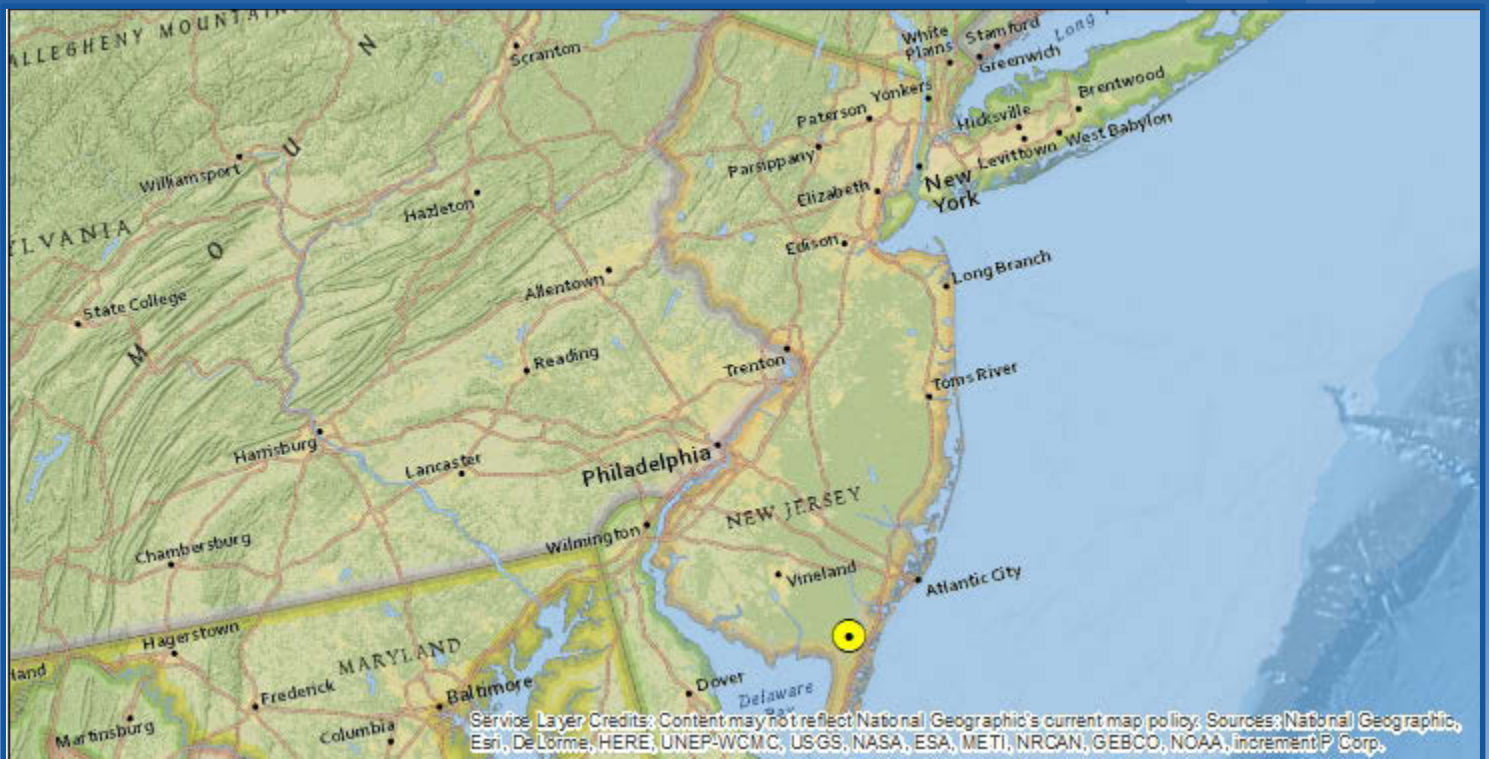 ALLEGHENY MOUNTAIN
N
U
O
M
Scranton
White
Plains
Stamford
Greenwich
Long
Yonkers
Paterson
Brentwood
Hicksville
Levittown
West Babylon
Parsippany
Williamsport
Hazleton
Elizabeth
New
York
YLVANIA
Edison
Long Branch
State College
Allentown
Reading
Trenton
Toms River
Harrisburg
Lancaster
Philadelphia
NEW JERSEY
Chambersburg
Wilmington
Vineland
Atlantic City
Hagerstown
MARYLAND
land
Frederick
Baltimore
Dover
Delaware
Bay
Martinsburg
Columbia
Service Layer Credits: Content may not reflect National Geographic's current map policy. Sources: National Geographic,
Esri, DeLorme, HERE, UNEP-WCMC, USGS, NASA, ESA, METI, NRCAN, GEBCO, NOAA, increment P Corp.